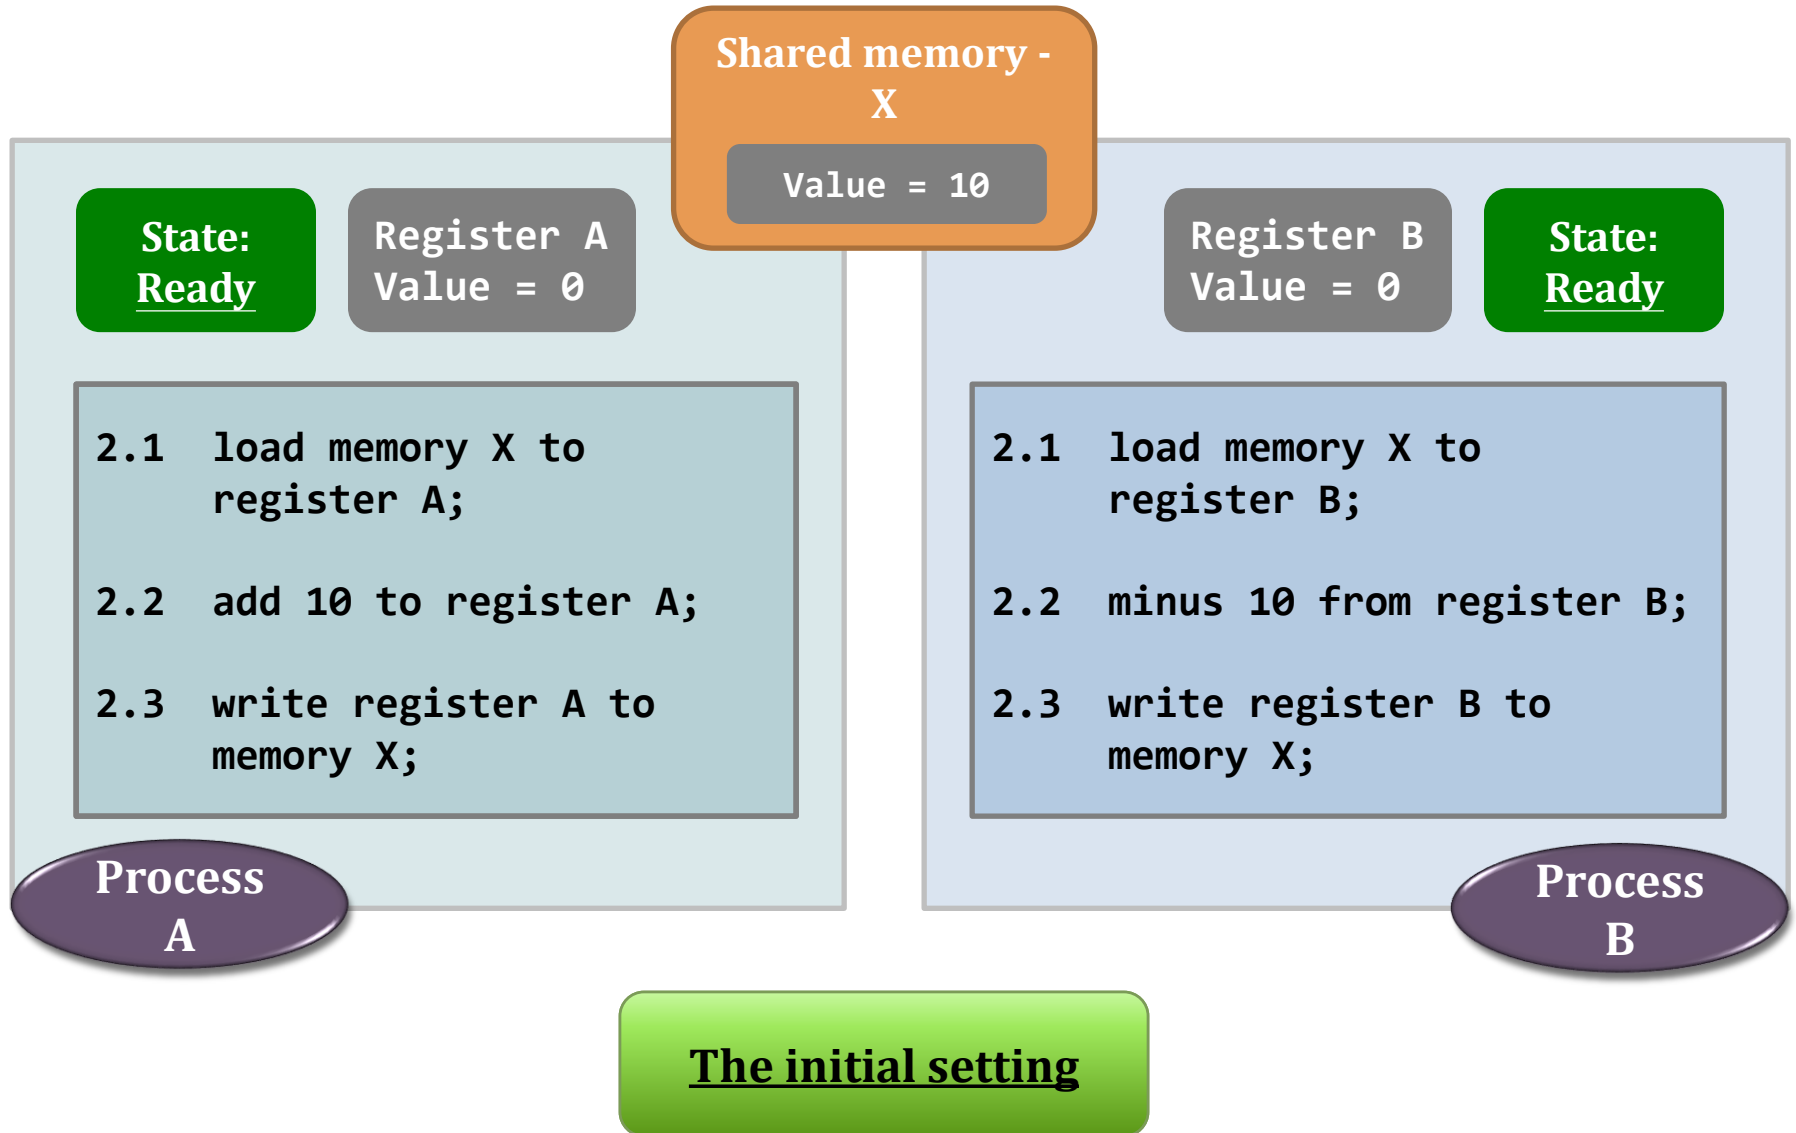 Shared memory -
X
Value = 10
State:
Ready
Register A
Value = 0
2.1 load memory X to
register A;
2.2 add 10 to register A;
2.3 write register A to
memory X;
Process
A
Register B
Value = 0
State:
Ready
2.1 load memory X to
register B;
2.2 minus 10 from register B;
2.3 write register B to
memory X;
Process
B
The initial setting